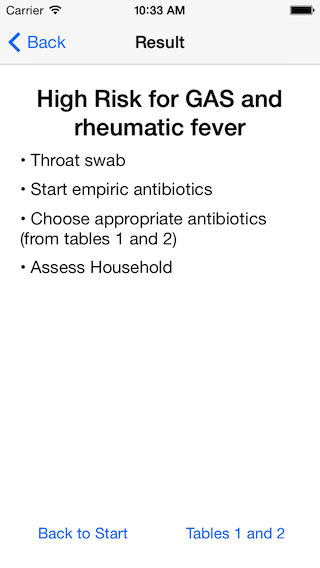 Carrier 10:33 AM
Back Result
High Risk for GAS and
rheumatic fever
• Throat swab
• Start empiric antibiotics
• Choose appropriate antibiotics
(from tables 1 and 2)
• Assess Household
Back to Start Tables 1 and 2